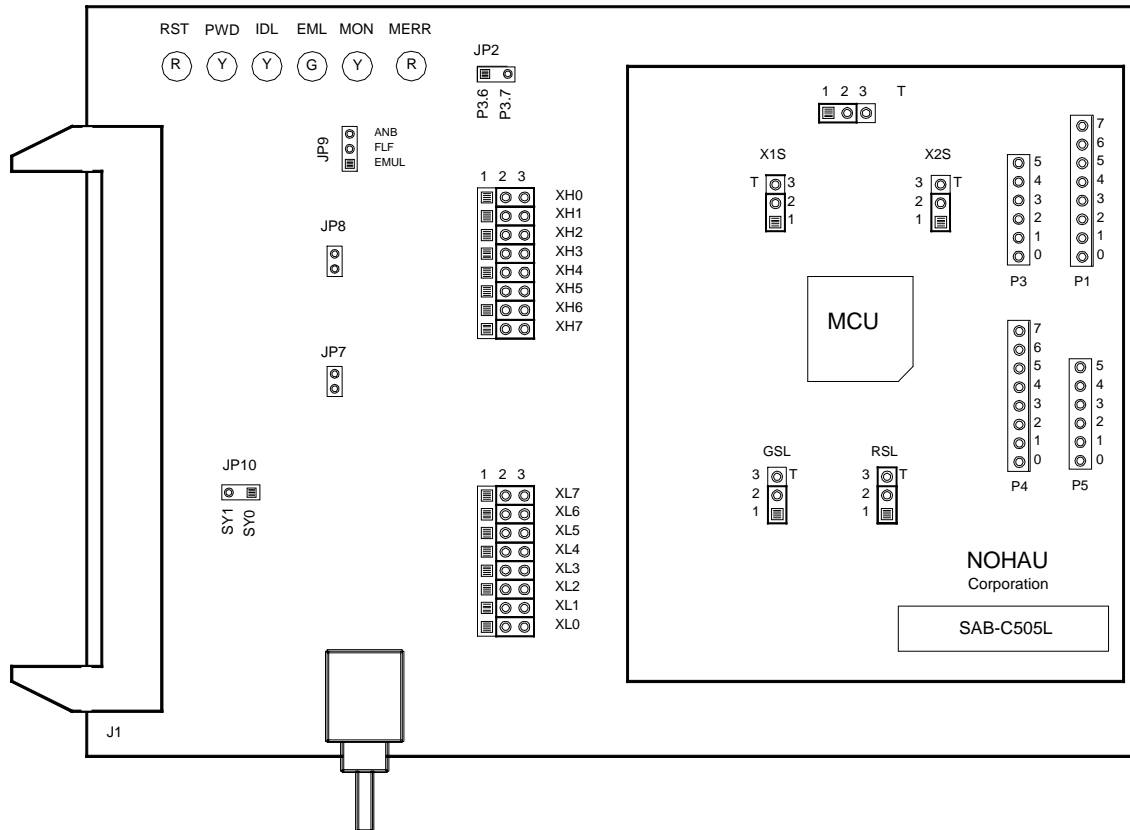 RST PWD IDL EML MON MERR
R Y Y G Y R
JP2
P3.6
P3.7
JP9
ANB
FLF
EMUL
1 2 3
XH0
XH1
XH2
XH3
XH4
XH5
XH6
XH7
JP8
JP7
JP10
SY1
SY0
1 2 3
XL7
XL6
XL5
XL4
XL3
XL2
XL1
XL0
J1
1 2 3 T
X1S
T 3
2
1
X2S
3 T
2
1
5
4
3
2
1
0
P3
7
6
5
4
3
2
1
0
P1
MCU
7
6
5
4
3
2
1
0
P4
5
4
3
2
1
0
P5
GSL
3 T
2
1
RSL
3 T
2
1
NOHAU
Corporation
SAB-C505L